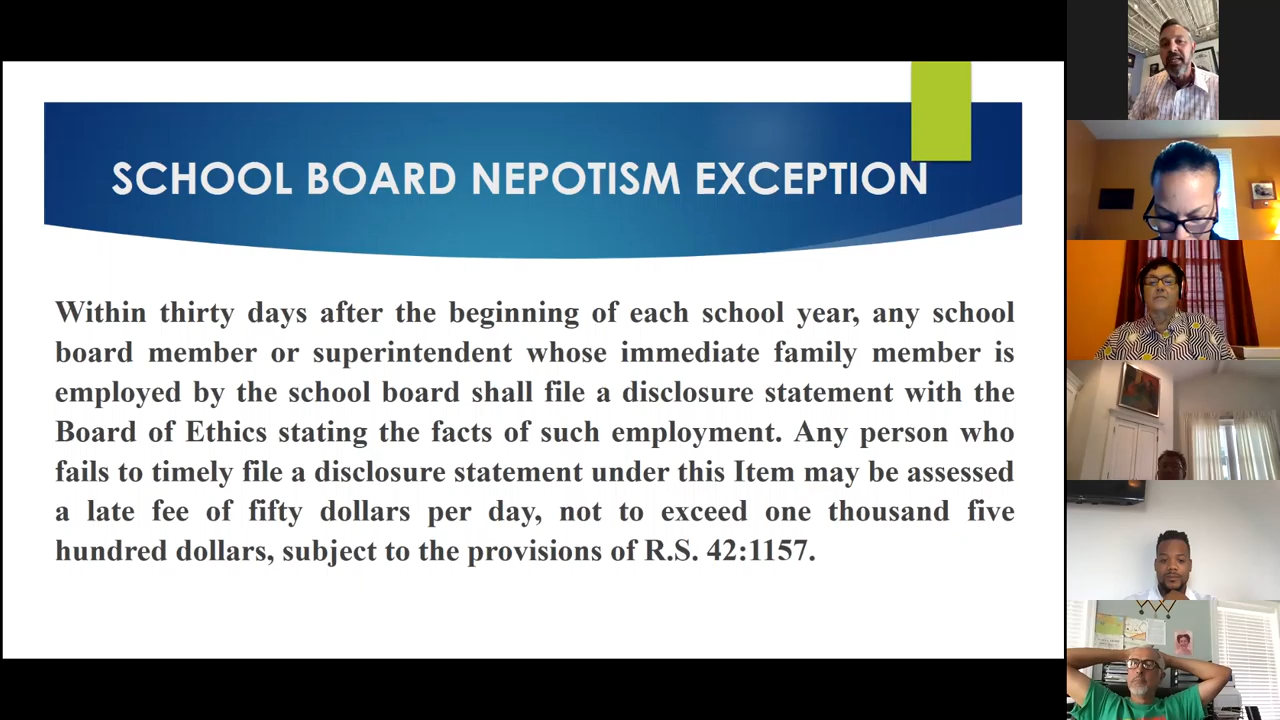 SCHOOL BOARD NEPOTISM EXCEPTION
Within thirty days after the beginning of each school year, any school
board member or superintendent whose immediate family member is
employed by the school board shall file a disclosure statement with the
Board of Ethics stating the facts of such employment. Any person who
fails to timely file a disclosure statement under this Item may be assessed
a late fee of fifty dollars per day, not to exceed one thousand five
hundred dollars, subject to the provisions of R.S. 42:1157.